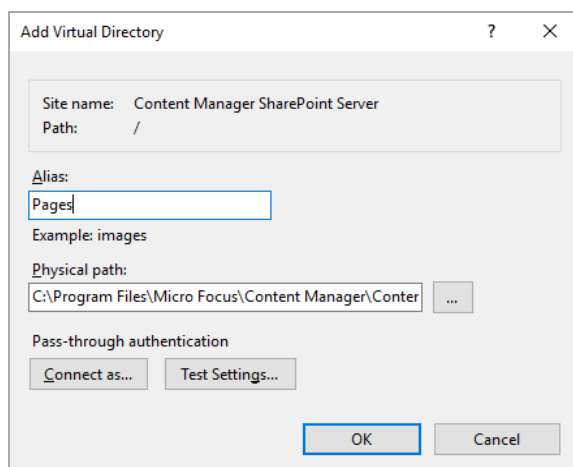 Add Virtual Directory ?
Site name: Content Manager SharePoint Server
Path: /
Alias:
Pages
Example: images
Physical path:
C:\Program Files\Micro Focus\Content Manager\Conter ...
Pass-through authentication
Connect as... Test Settings...
OK Cancel